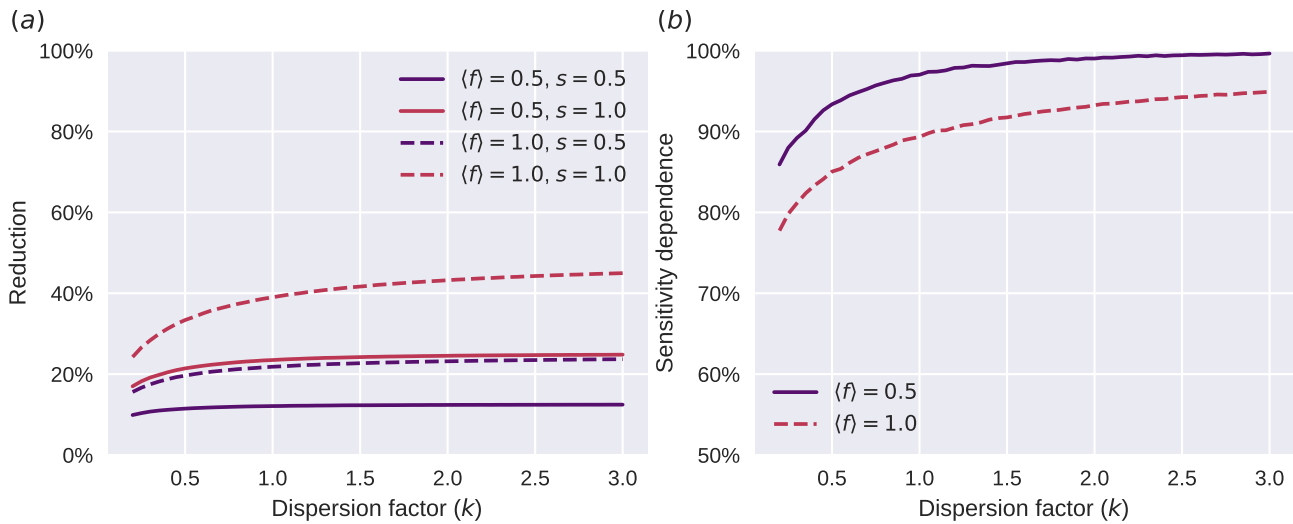 (a)
Reduction
100%
80%
60%
40%
20%
0%
⟨f⟩ = 0.5, s = 0.5
⟨f⟩ = 0.5, s = 1.0
⟨f⟩ = 1.0, s = 0.5
⟨f⟩ = 1.0, s = 1.0
0.5 1.0 1.5 2.0 2.5 3.0
Dispersion factor (k)
(b)
Sensitivity dependence
100%
90%
80%
70%
60%
50%
⟨f⟩ = 0.5
⟨f⟩ = 1.0
0.5 1.0 1.5 2.0 2.5 3.0
Dispersion factor (k)